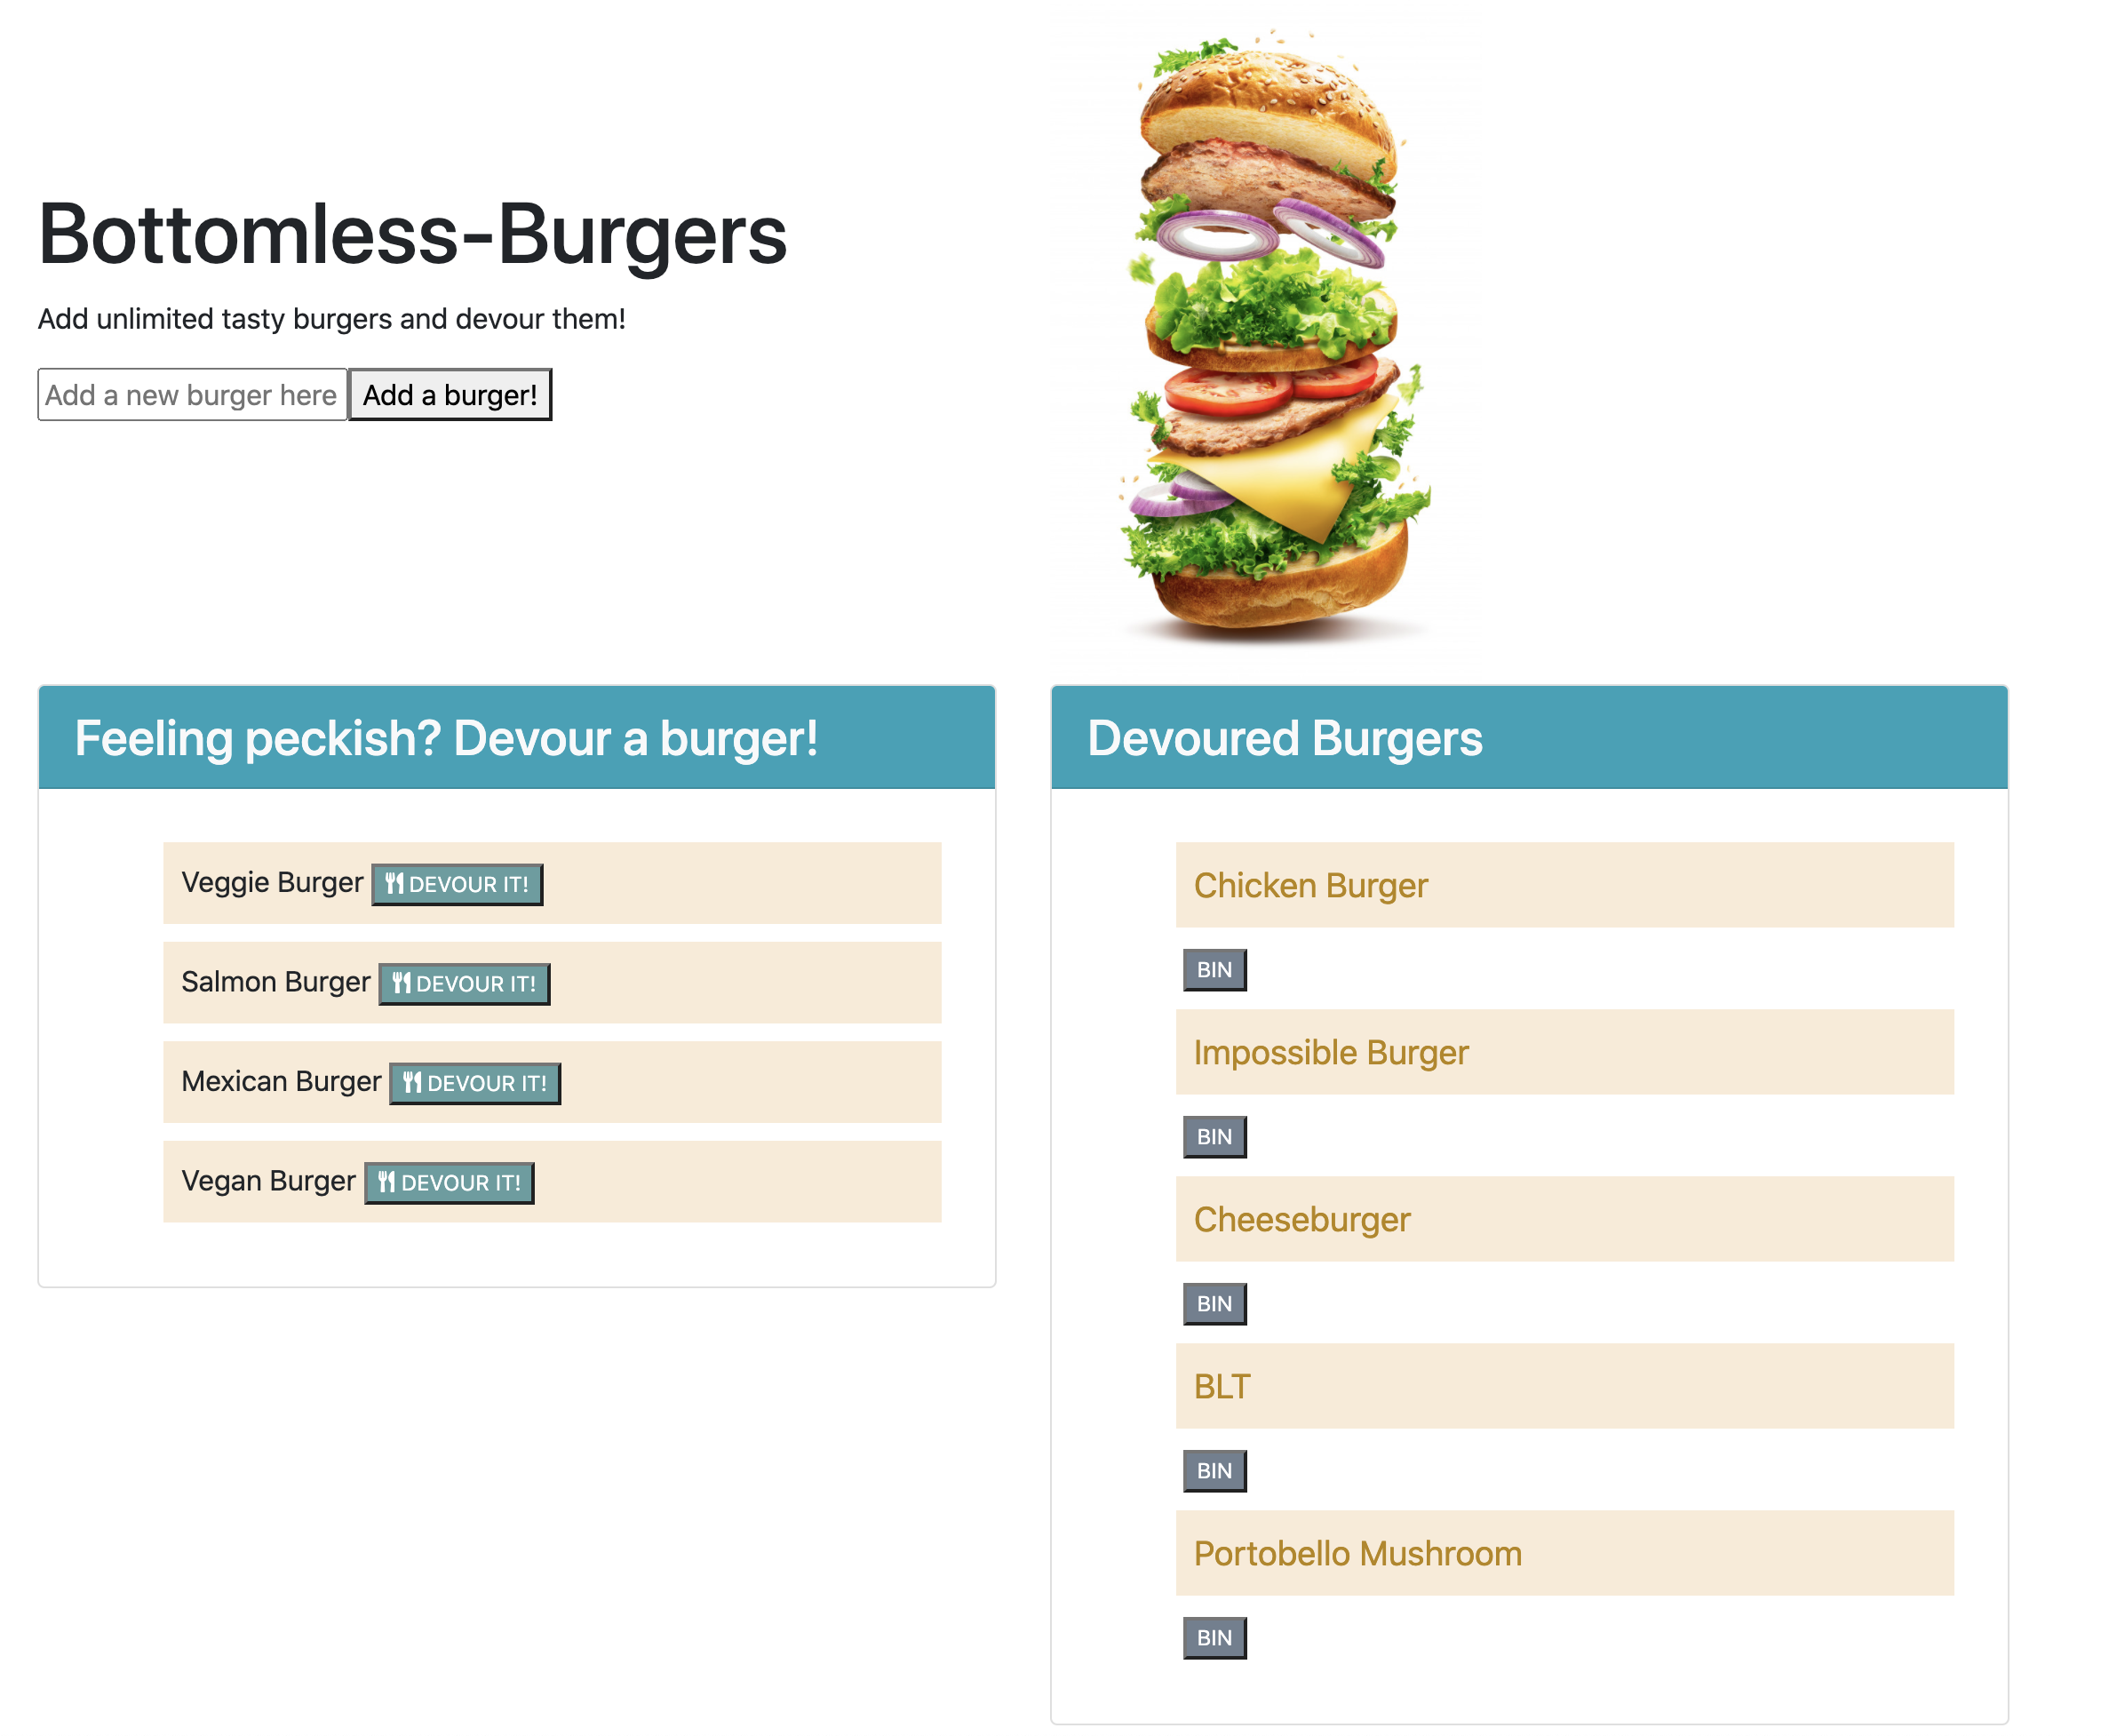 Bottomless-Burgers
Add unlimited tasty burgers and devour them!
Add a new burger here Add a burger!
Feeling peckish? Devour a burger!
Veggie Burger DEVOUR IT!
Salmon Burger DEVOUR IT!
Mexican Burger DEVOUR IT!
Vegan Burger DEVOUR IT!
Devoured Burgers
Chicken Burger
BIN
Impossible Burger
BIN
Cheeseburger
BIN
BLT
BIN
Portobello Mushroom
BIN